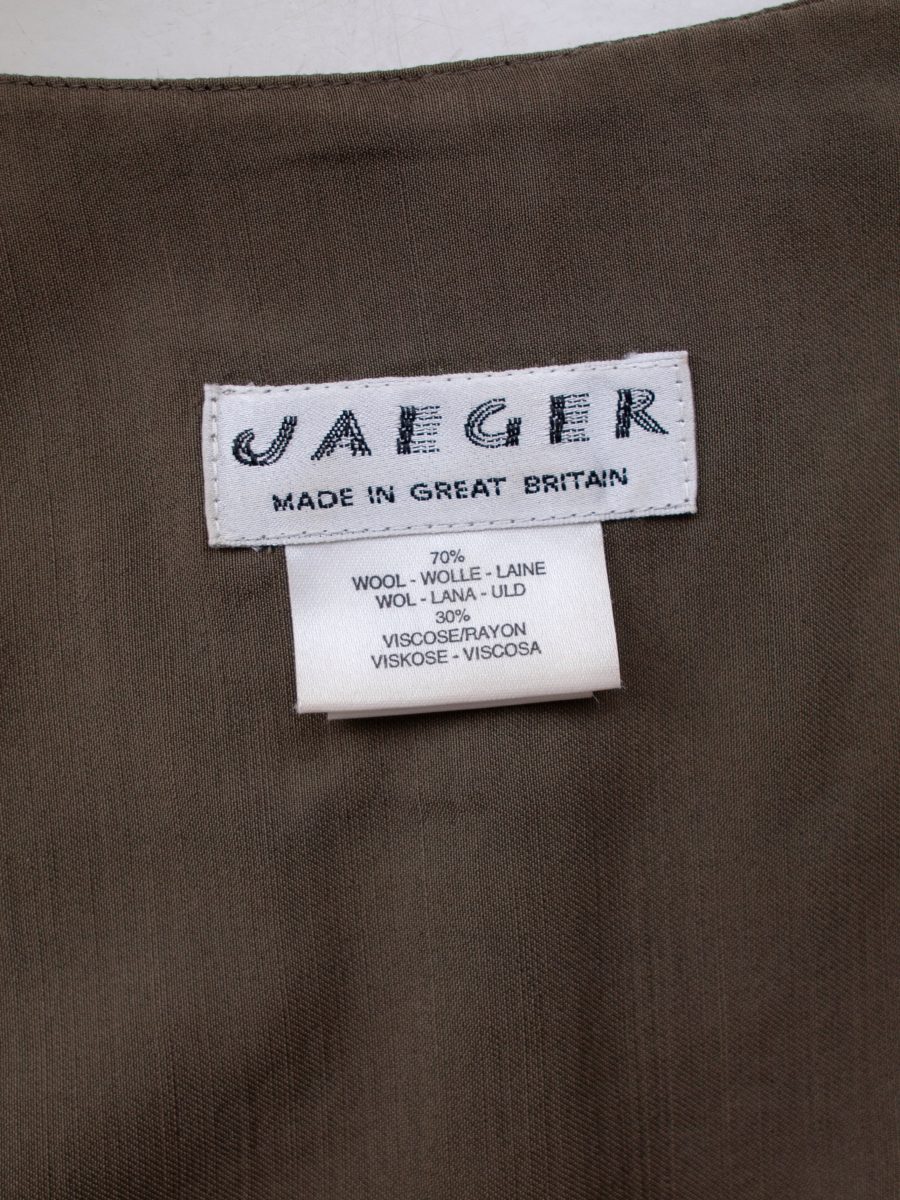 JAEGER
MADE IN GREAT BRITAIN
70%
WOOL - WOLLE - LAINE
WOL - LANA - ULD
30%
VISCOSE/RAYON
VISKOSE - VISCOSA